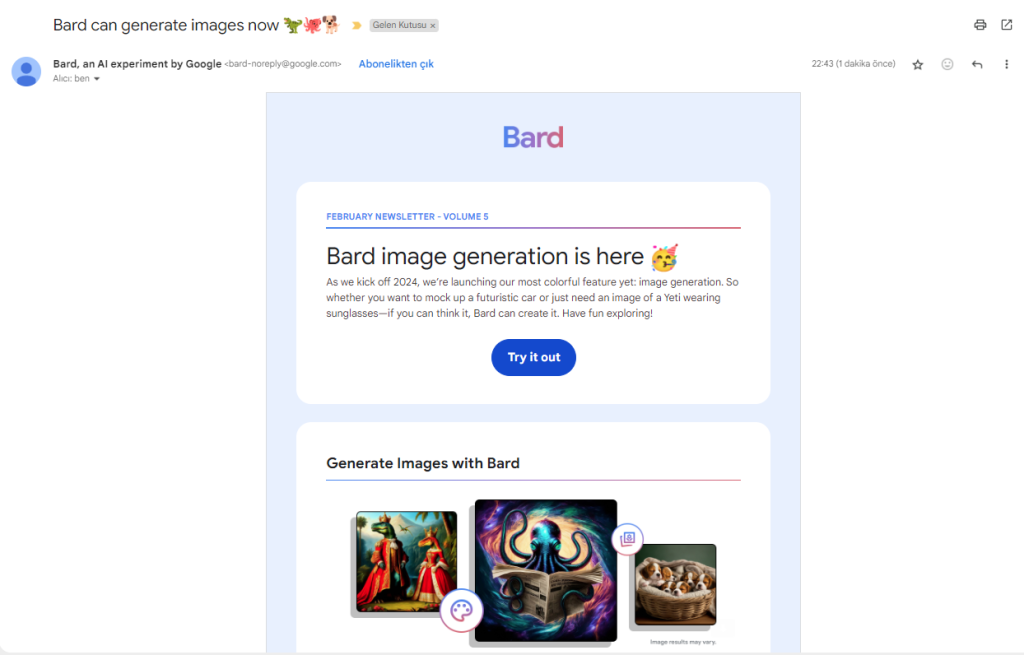 Bard can generate images now 🦖🐙🐕
Gelen Kutusu ×
Bard, an AI experiment by Google <bard-noreply@google.com> Abonelikten çık
22:43 (1 dakika önce)
Alıcı: ben
Bard
FEBRUARY NEWSLETTER - VOLUME 5
Bard image generation is here 🥳
As we kick off 2024, we're launching our most colorful feature yet: image generation. So
whether you want to mock up a futuristic car or just need an image of a Yeti wearing
sunglasses—if you can think it, Bard can create it. Have fun exploring!
Try it out
Generate Images with Bard
Image results may vary.